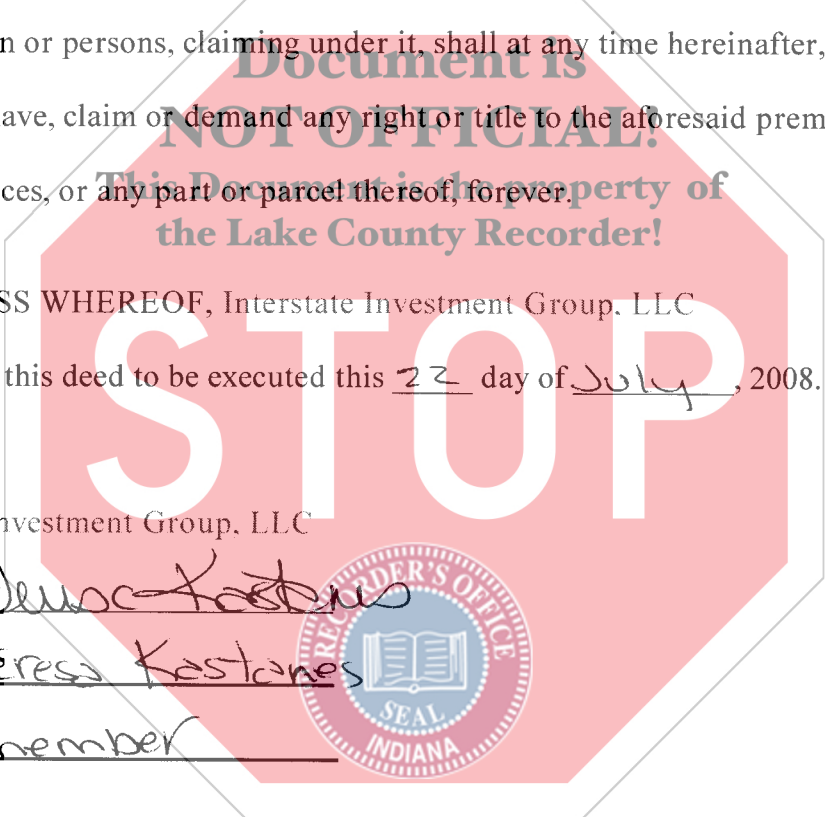 n or persons, claiming under it, shall at any time hereinafter,
Document is
ave, claim or demand any right or title to the aforesaid prem
NOT OFFICIAL!
ces, or any part or parcel thereof, forever.
This Document is the property of
the Lake County Recorder!
SS WHEREOF, Interstate Investment Group, LLC
STOP
this deed to be executed this 22 day of July, 2008.
nvestment Group, LLC
RECORDER'S OFFICE
eresa Kastanes
SEAL
INDIANA
member